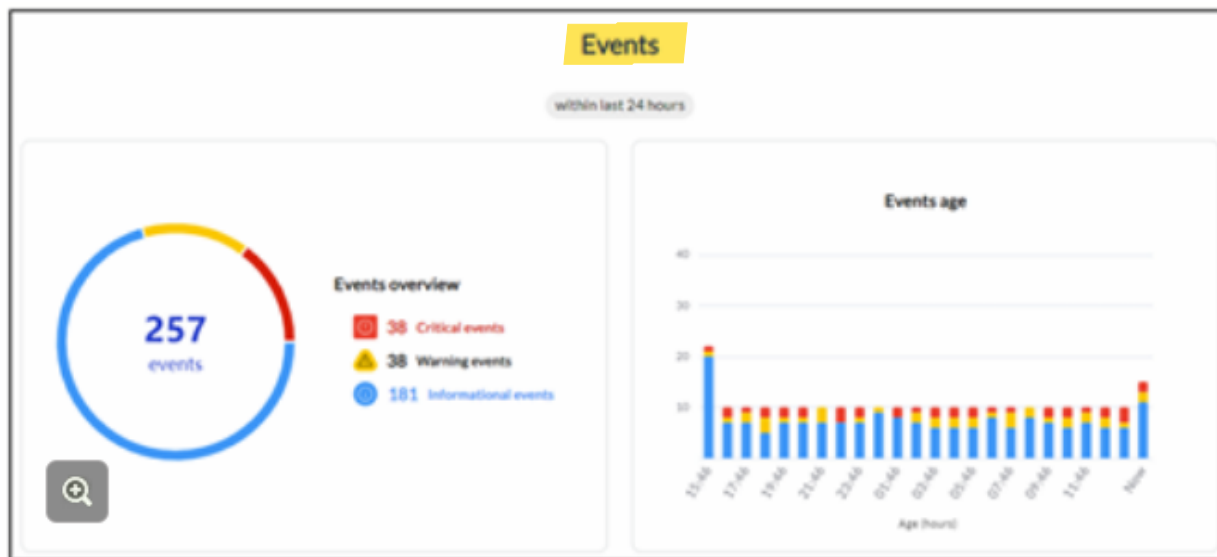 Events
within last 24 hours
257
events
Events overview
38 Critical events
38 Warning events
181 Informational events
Events age
40
30
20
10
15:46
17:46
19:46
21:46
23:46
01:46
03:46
05:46
07:46
09:46
11:46
Now
Age (hours)